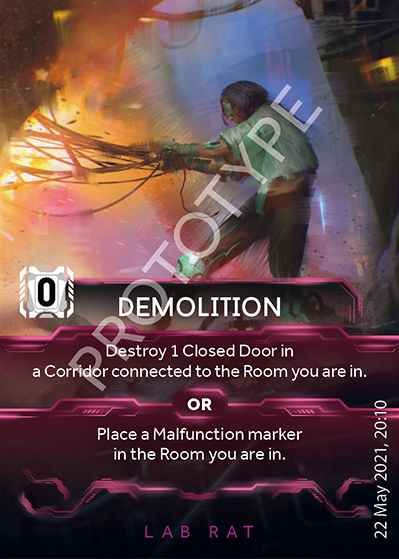 PROTOTYPE
0
DEMOLITION
Destroy 1 Closed Door in
a Corridor connected to the Room you are in.
OR
Place a Malfunction marker
in the Room you are in.
LAB RAT
22 May 2021, 20:10